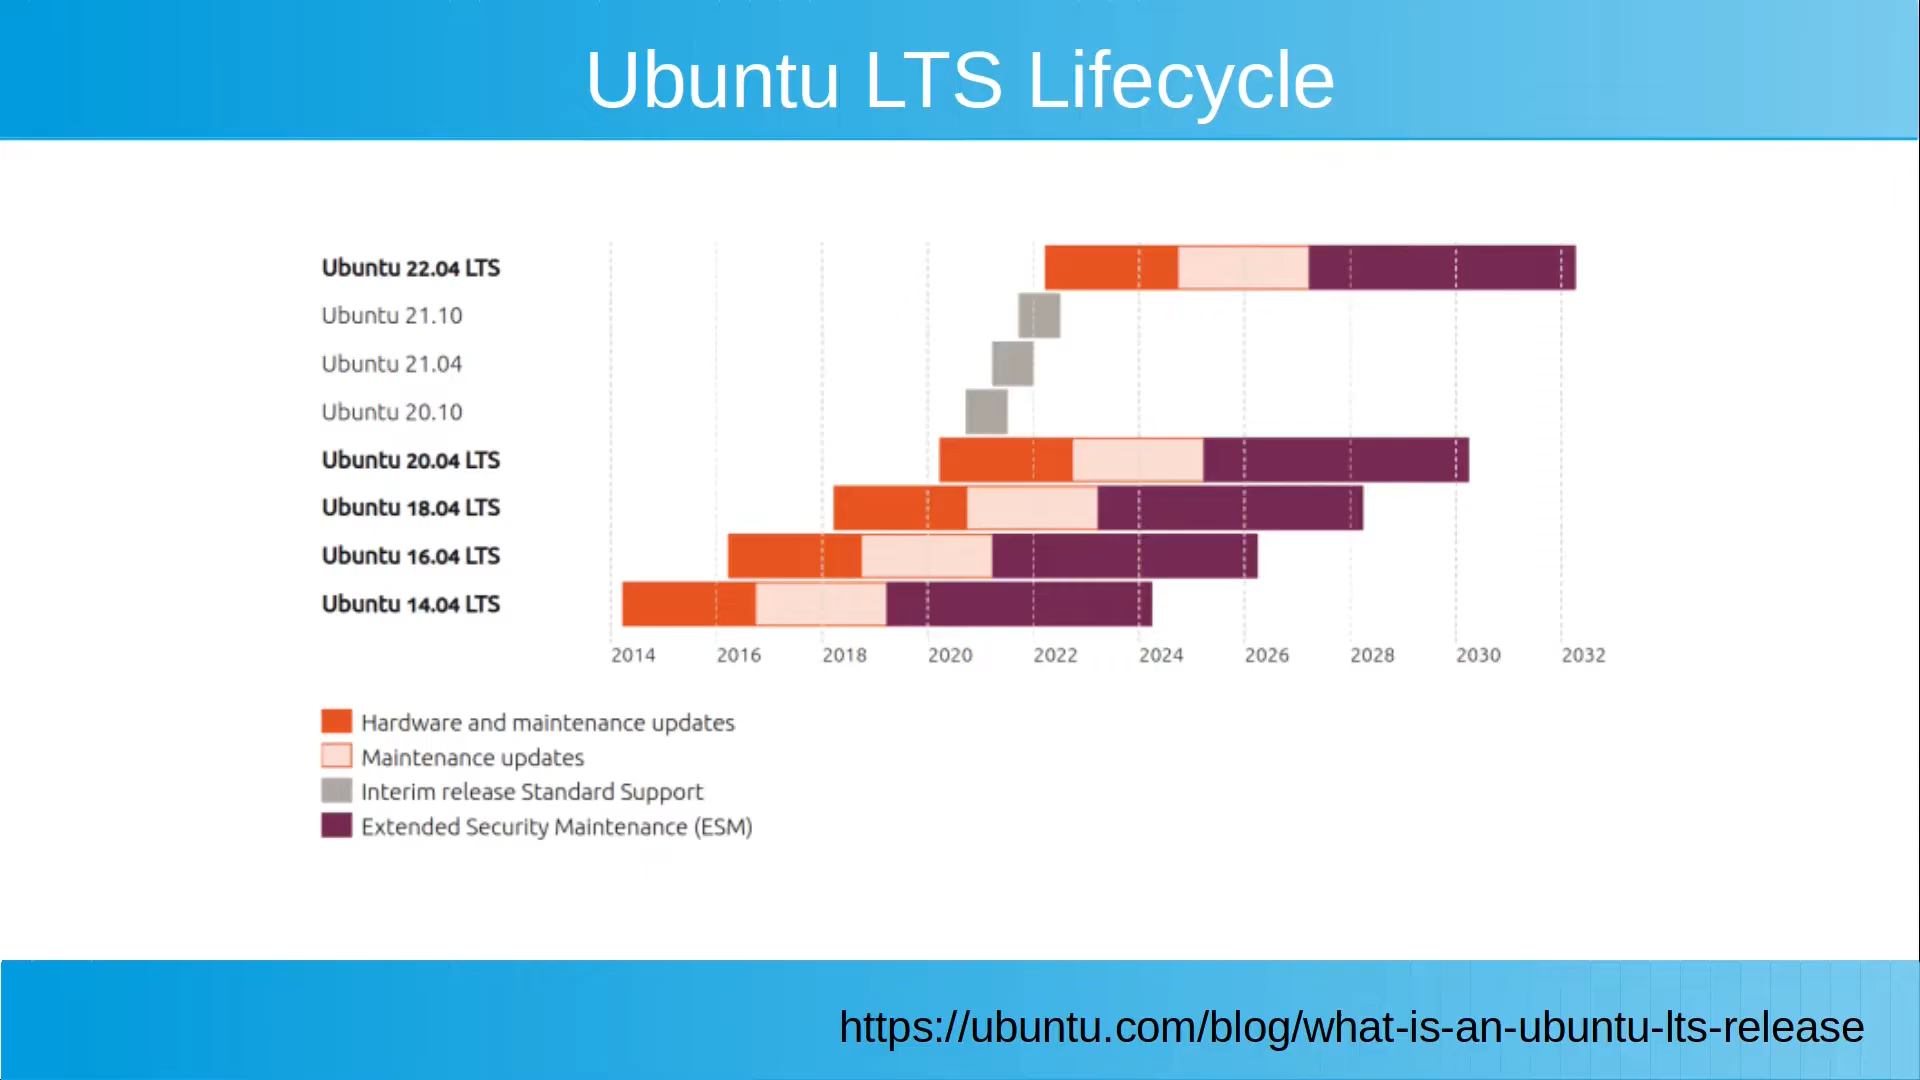 Ubuntu LTS Lifecycle
Ubuntu 22.04 LTS
Ubuntu 21.10
Ubuntu 21.04
Ubuntu 20.10
Ubuntu 20.04 LTS
Ubuntu 18.04 LTS
Ubuntu 16.04 LTS
Ubuntu 14.04 LTS
2014 2016 2018 2020 2022 2024 2026 2028 2030 2032
Hardware and maintenance updates
Maintenance updates
Interim release Standard Support
Extended Security Maintenance (ESM)
https://ubuntu.com/blog/what-is-an-ubuntu-lts-release